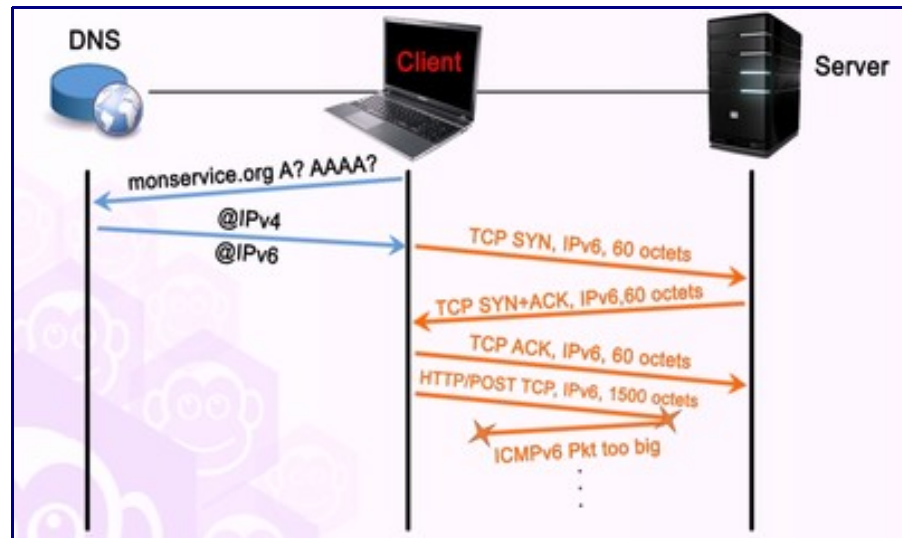 DNS
Client
Server
monservice.org A? AAAA?
@IPv4
@IPv6
TCP SYN, IPv6, 60 octets
TCP SYN+ACK, IPv6,60 octets
TCP ACK, IPv6, 60 octets
HTTP/POST TCP, IPv6, 1500 octets
ICMPv6 Pkt too big